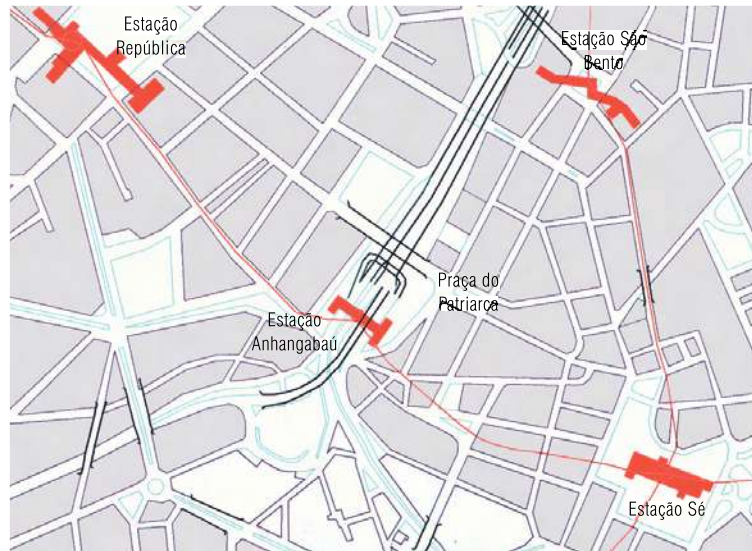 Estação
República
Estação São
Bento
Praça do
Patriarca
Estação
Anhangabaú
Estação Sé